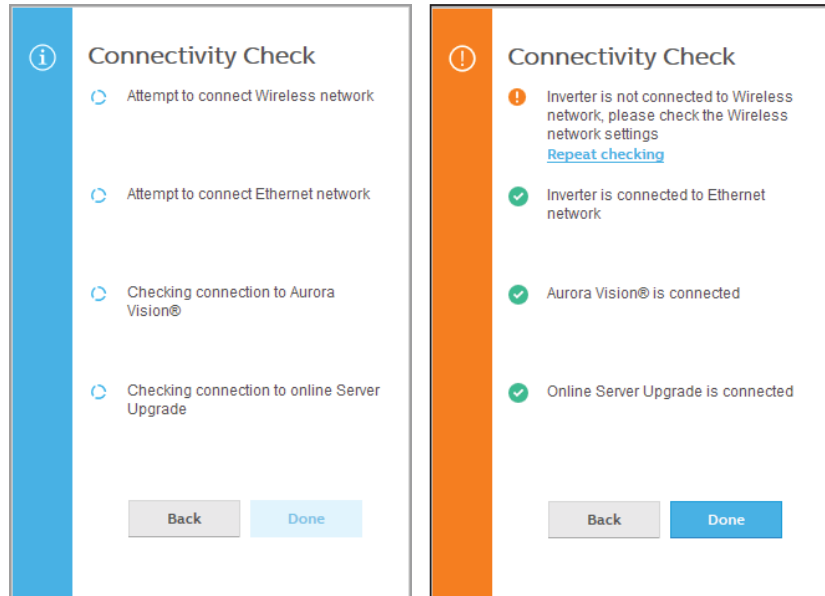 Connectivity Check
Attempt to connect Wireless network
Attempt to connect Ethernet network
Checking connection to Aurora
Vision®
Checking connection to online Server
Upgrade
Back
Done
Connectivity Check
Inverter is not connected to Wireless
network, please check the Wireless
network settings
Repeat checking
Inverter is connected to Ethernet
network
Aurora Vision® is connected
Online Server Upgrade is connected
Back
Done